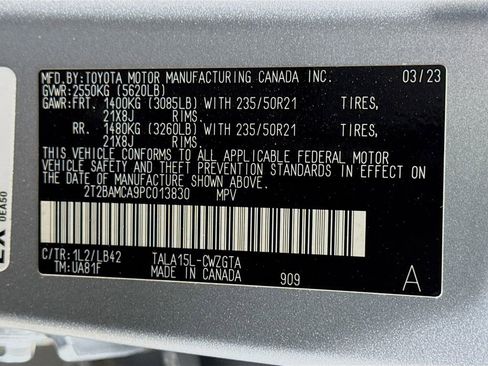 MFD.BY:TOYOTA MOTOR MANUFACTURING CANADA INC. 03/23
GVWR:2550KG (5620LB)
GAWR:FRT. 1400KG (3085LB) WITH 235/50R21 TIRES,
21X8J RIMS.
RR. 1480KG (3260LB) WITH 235/50R21 TIRES,
21X8J RIMS.
THIS VEHICLE CONFORMS TO ALL APPLICABLE FEDERAL MOTOR
VEHICLE SAFETY AND THEFT PREVENTION STANDARDS IN EFFECT ON
THE DATE OF MANUFACTURE SHOWN ABOVE.
2T2BAMCA9PC013830 MPV
C/TR:1L2/LB42 TALA15L-CWZGTA
TM:UA81F MADE IN CANADA 909 A
0EA50
EX